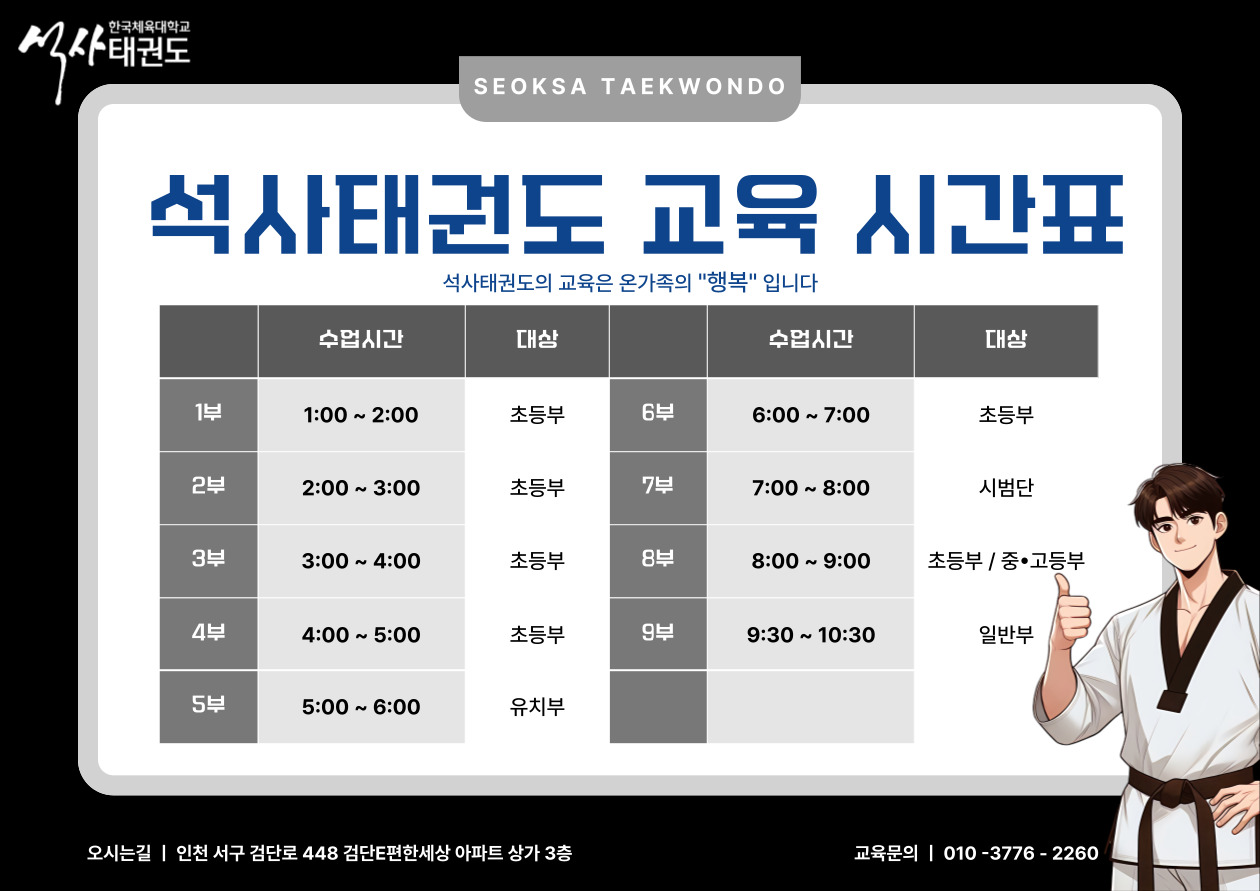 한국체육대학교
석사태권도
SEOKSA TAEKWONDO
석사태권도 교육 시간표
석사태권도의 교육은 온가족의 "행복" 입니다
수업시간 대상 수업시간 대상
1부 1:00 ~ 2:00 초등부 6부 6:00 ~ 7:00 초등부
2부 2:00 ~ 3:00 초등부 7부 7:00 ~ 8:00 시범단
3부 3:00 ~ 4:00 초등부 8부 8:00 ~ 9:00 초등부 / 중•고등부
4부 4:00 ~ 5:00 초등부 9부 9:30 ~ 10:30 일반부
5부 5:00 ~ 6:00 유치부
오시는길 | 인천 서구 검단로 448 검단E편한세상 아파트 상가 3층
교육문의 | 010 -3776 - 2260